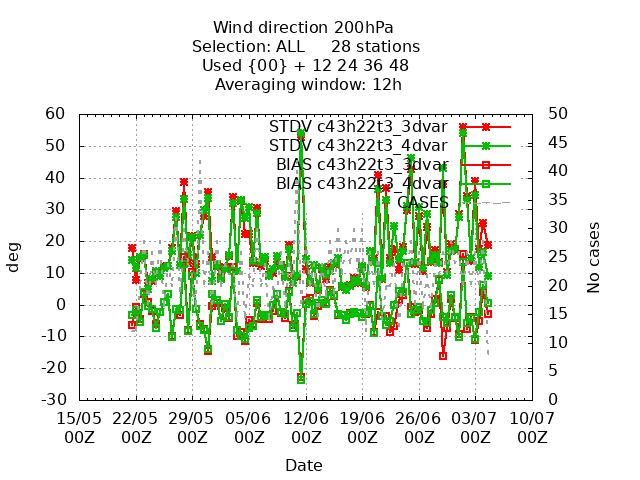 Wind direction 200hPa
Selection: ALL 28 stations
Used {00} + 12 24 36 48
Averaging window: 12h
60 50 40 30 20 10 0 -10 -20 -30
deg
STDV c43h22t3_3dvar
STDV c43h22t3_4dvar
BIAS c43h22t3_3dvar
BIAS c43h22t3_4dvar
CASES
50 45 40 35 30 25 20 15 10 5 0
No cases
15/05 22/05 29/05 05/06 12/06 19/06 26/06 03/07 10/07
00Z 00Z 00Z 00Z 00Z 00Z 00Z 00Z 00Z
Date